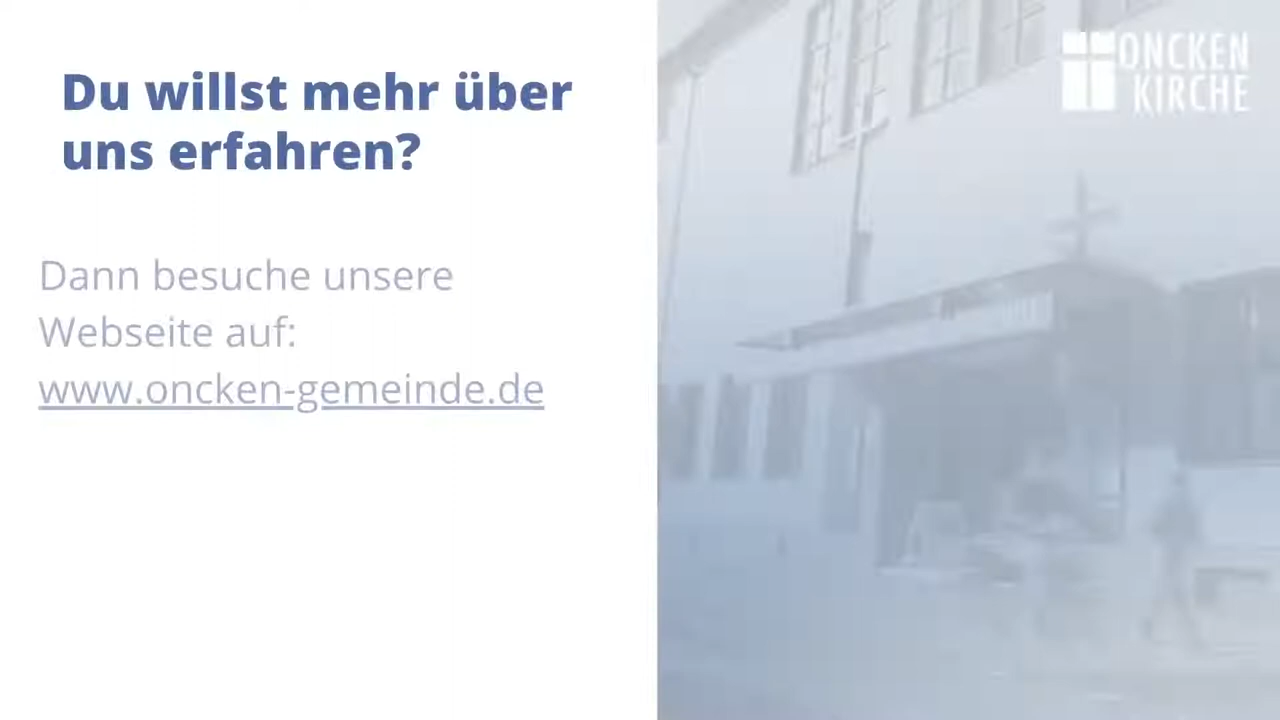 Du willst mehr über
uns erfahren?
Dann besuche unsere
Webseite auf:
www.oncken-gemeinde.de
ONCKEN
KIRCHE